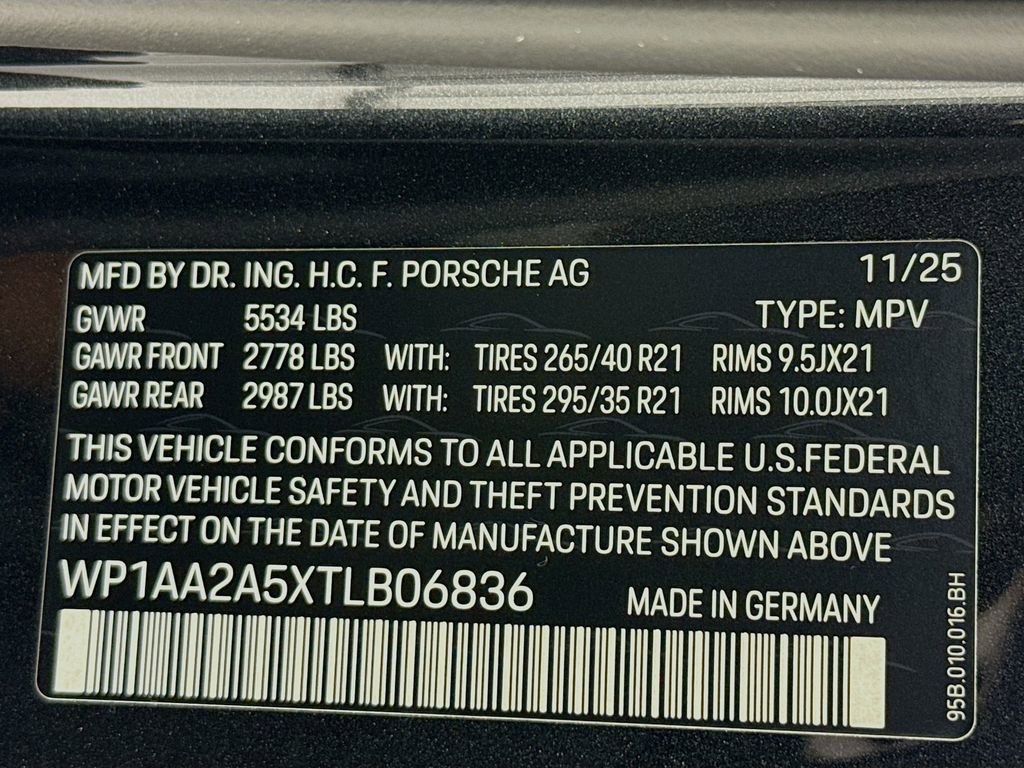 MFD BY DR. ING. H.C. F. PORSCHE AG 11/25
GVWR 5534 LBS TYPE: MPV
GAWR FRONT 2778 LBS WITH: TIRES 265/40 R21 RIMS 9.5JX21
GAWR REAR 2987 LBS WITH: TIRES 295/35 R21 RIMS 10.0JX21
THIS VEHICLE CONFORMS TO ALL APPLICABLE U.S.FEDERAL
MOTOR VEHICLE SAFETY AND THEFT PREVENTION STANDARDS
IN EFFECT ON THE DATE OF MANUFACTURE SHOWN ABOVE
WP1AA2A5XTLB06836 MADE IN GERMANY
95B.010.016.BH